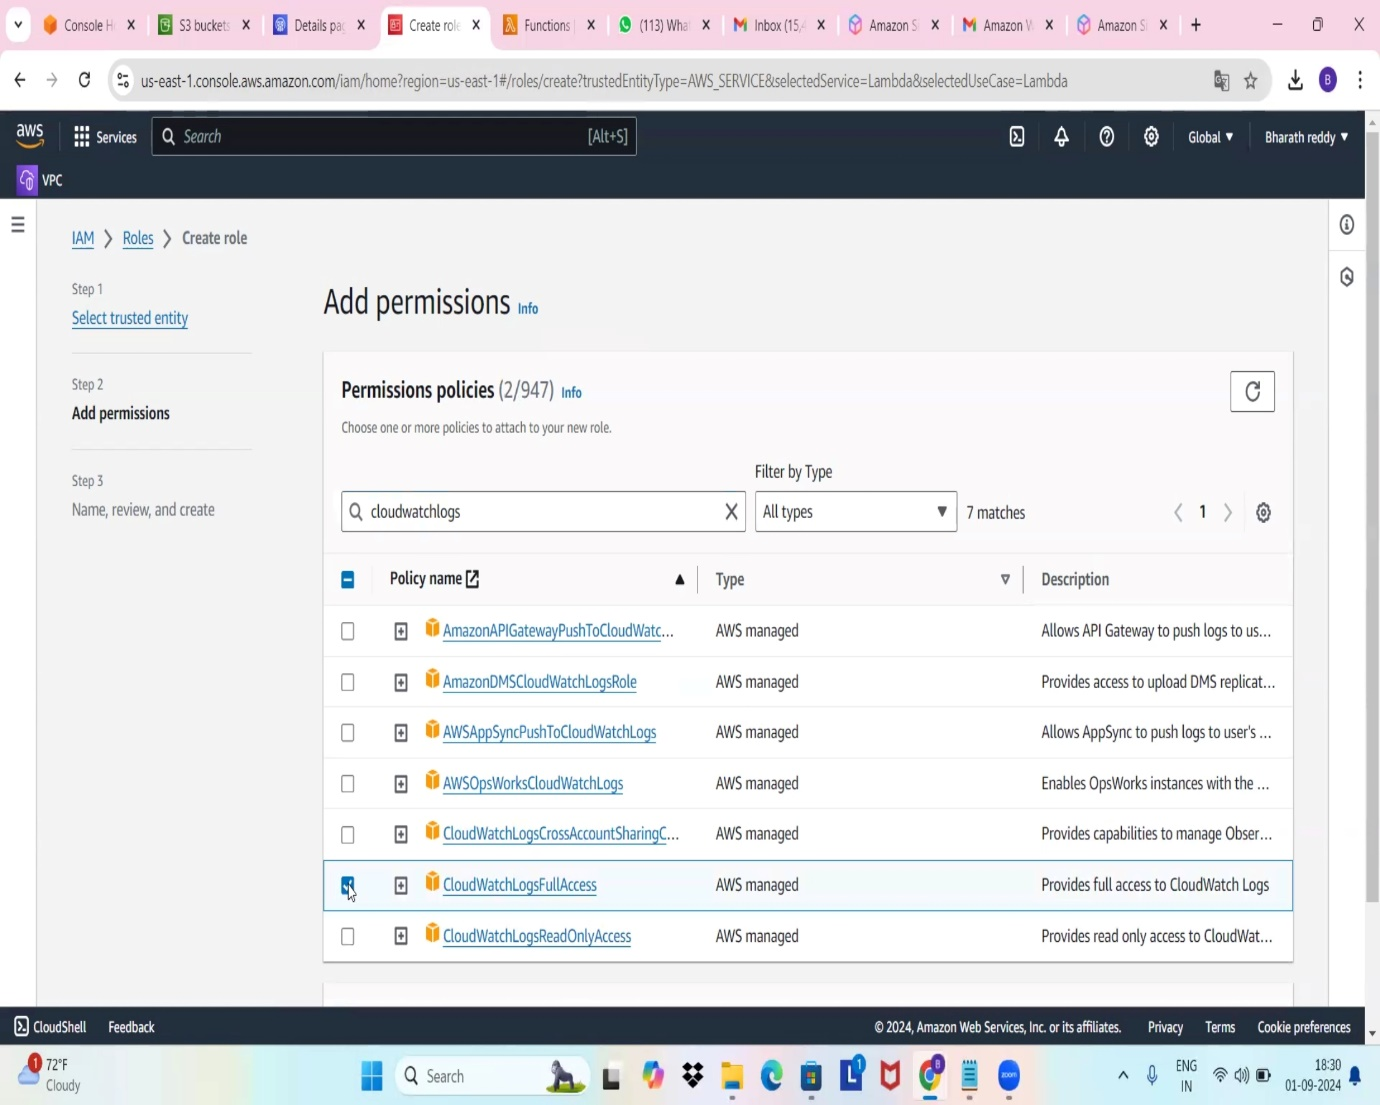 Console H
S3 buckets
Details pa
Create role
Functions
(113) Wha
Inbox (15,
Amazon S
Amazon W
Amazon S
us-east-1.console.aws.amazon.com/iam/home?region=us-east-1#/roles/create?trustedEntityType=AWS_SERVICE&selectedService=Lambda&selectedUseCase=Lambda
B
aws
Services
Search
[Alt+S]
Global
Bharath reddy
VPC
IAM > Roles > Create role
Step 1
Select trusted entity
Step 2
Add permissions
Step 3
Name, review, and create
Add permissions Info
Permissions policies (2/947) Info
Choose one or more policies to attach to your new role.
Filter by Type
cloudwatchlogs
All types
7 matches
1
Policy name
Type
Description
AmazonAPIGatewayPushToCloudWatc... AWS managed Allows API Gateway to push logs to us...
AmazonDMSCloudWatchLogsRole AWS managed Provides access to upload DMS replicat...
AWSAppSyncPushToCloudWatchLogs AWS managed Allows AppSync to push logs to user's ...
AWSOpsWorksCloudWatchLogs AWS managed Enables OpsWorks instances with the ...
CloudWatchLogsCrossAccountSharingC... AWS managed Provides capabilities to manage Obser...
CloudWatchLogsFullAccess AWS managed Provides full access to CloudWatch Logs
CloudWatchLogsReadOnlyAccess AWS managed Provides read only access to CloudWat...
CloudShell
Feedback
© 2024, Amazon Web Services, Inc. or its affiliates.
Privacy
Terms
Cookie preferences
1
72°F
Cloudy
Search
L
1
B
zoom
ENG
IN
18:30
01-09-2024